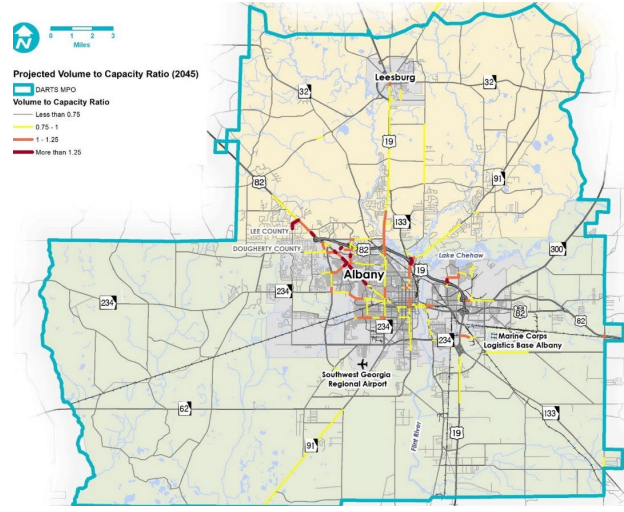 N
0 1 2 3
Miles
Projected Volume to Capacity Ratio (2045)
DARTS MPO
Volume to Capacity Ratio
Less than 0.75
0.75 - 1
1 - 1.25
More than 1.25
Leesburg
32
32
19
82
91
133
LEE COUNTY
DOUGHERTY COUNTY
82
Lake Chehaw
300
19
Albany
234
234
82
82
234
234
Marine Corps
Logistics Base Albany
Southwest Georgia
Regional Airport
62
133
91
19
Flint River